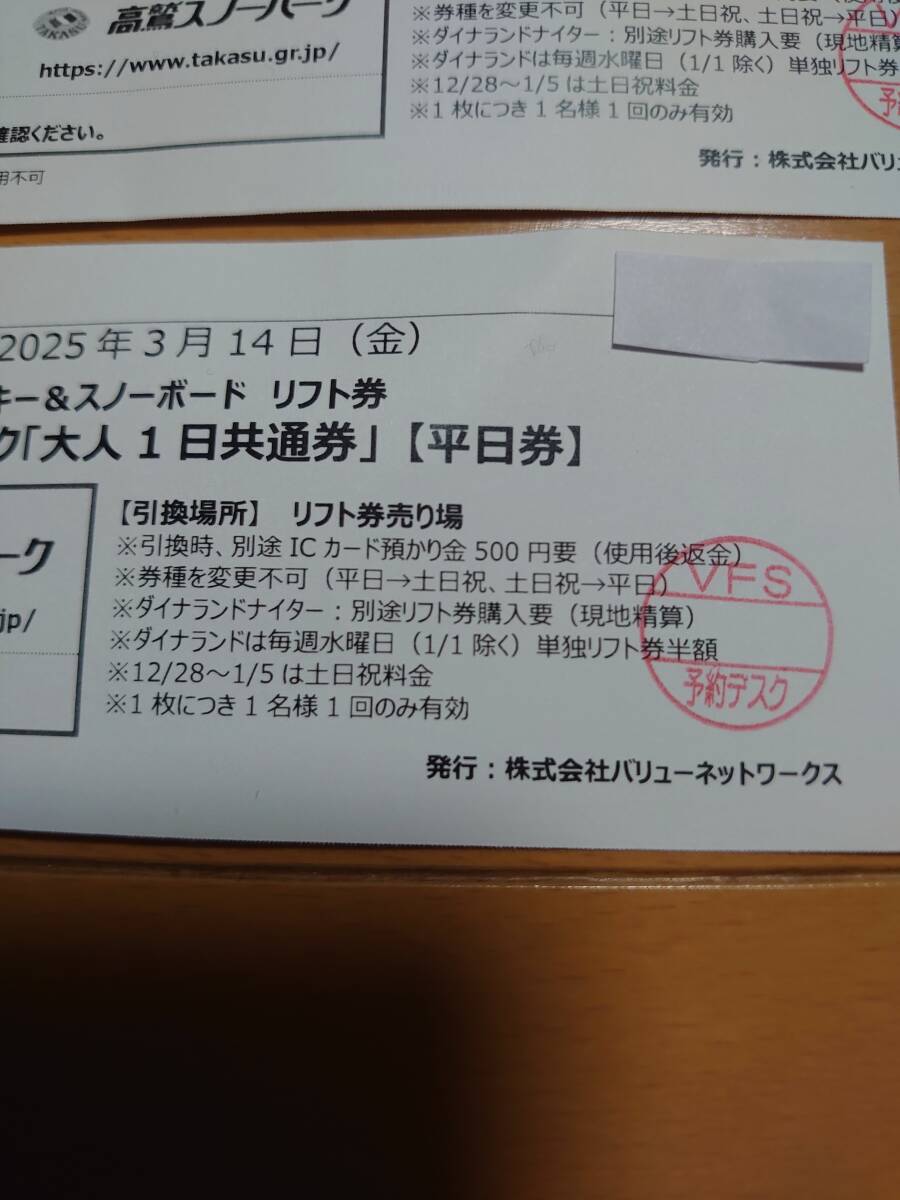 高鷲スノーパーク
https://www.takasu.gr.jp/
確認ください。
用不可
※券種を変更不可（平日→土日祝、土日祝→平日）
※ダイナランドナイター：別途リフト券購入要（現地精算
※ダイナランドは毎週水曜日（1/1 除く）単独リフト券
※12/28～1/5 は土日祝料金
※1 枚につき 1 名様 1 回のみ有効
発行：株式会社バリュ
2025 年 3 月 14 日（金）
キー＆スノーボード リフト券
ク「大人 1 日共通券」【平日券】
ーク
jp/
【引換場所】 リフト券売り場
※引換時、別途 IC カード預かり金 500 円要（使用後返金）
※券種を変更不可（平日→土日祝、土日祝→平日）
※ダイナランドナイター：別途リフト券購入要（現地精算）
※ダイナランドは毎週水曜日（1/1 除く）単独リフト券半額
※12/28～1/5 は土日祝料金
※1 枚につき 1 名様 1 回のみ有効
VFS
予約デスク
発行：株式会社バリューネットワークス